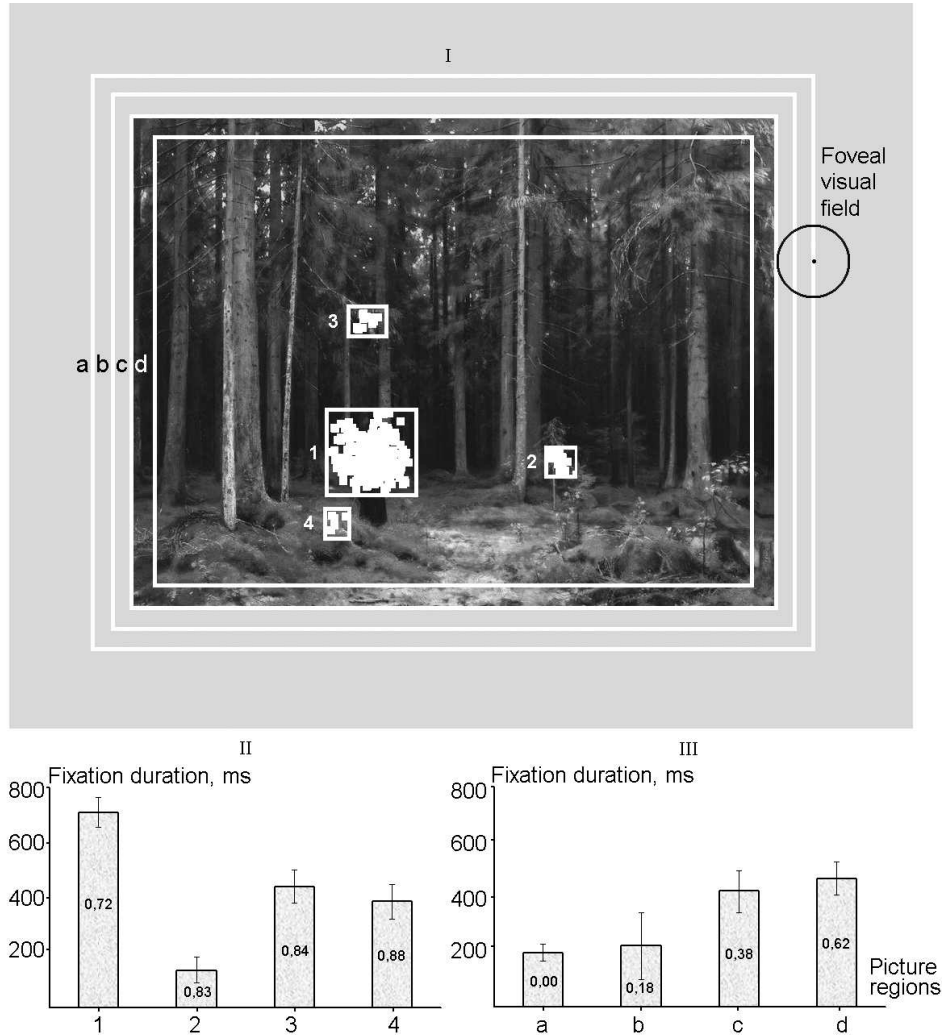 I
Foveal
visual
field
3
a b c d
1
2
4
II
Fixation duration, ms
800
600
400
200
0,72
0,83
0,84
0,88
1 2 3 4
III
Fixation duration, ms
800
600
400
200
0,00
0,18
0,38
0,62
a b c d
Picture
regions